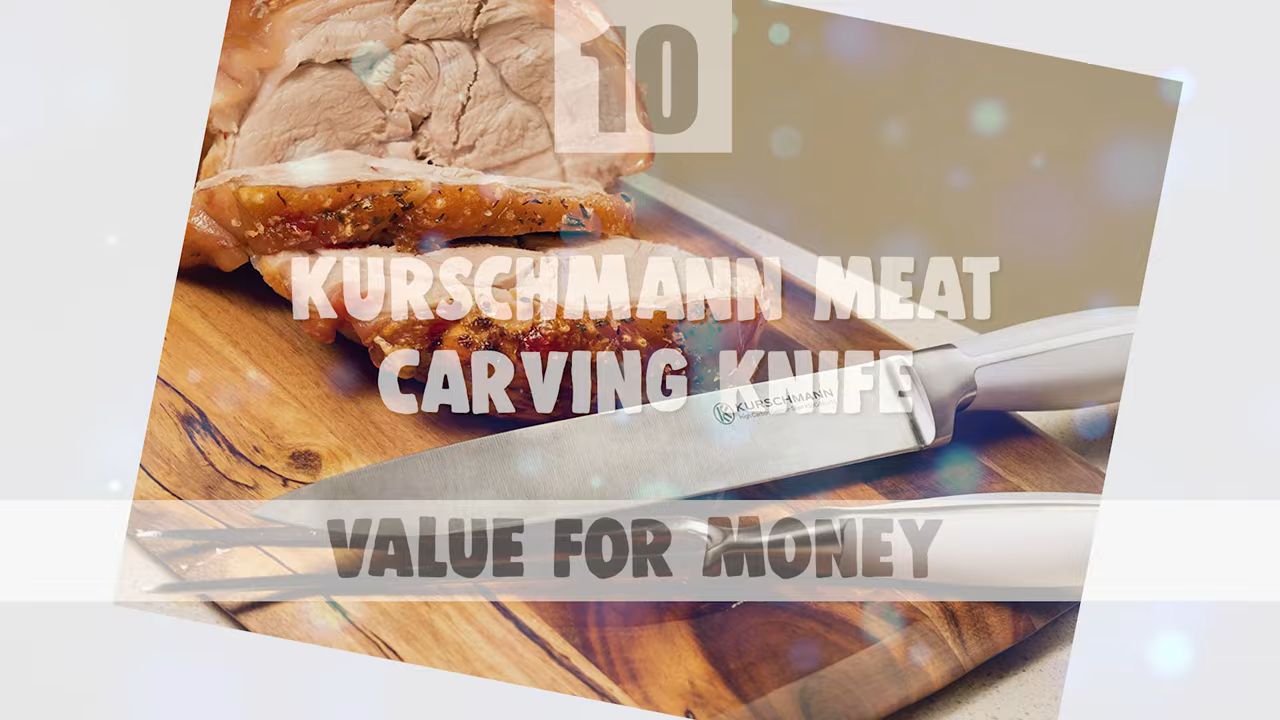 10
KURSCHMANN MEAT
CARVING KNIFE
KURSCHMANN
VALUE FOR MONEY